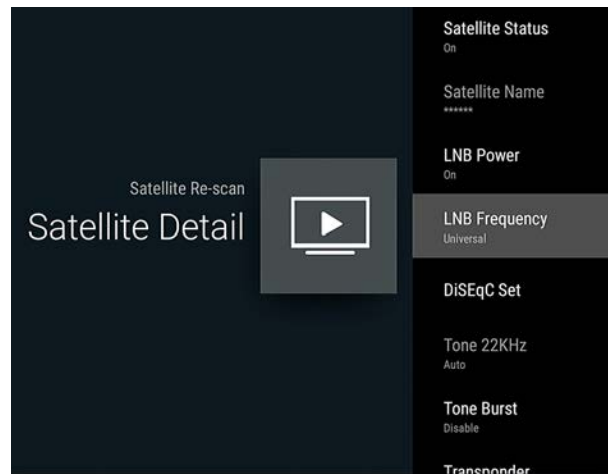 Satellite Re-scan
Satellite Detail
Satellite Status
On
Satellite Name
******
LNB Power
On
LNB Frequency
Universal
DiSEqC Set
Tone 22KHz
Auto
Tone Burst
Disable
Transponder